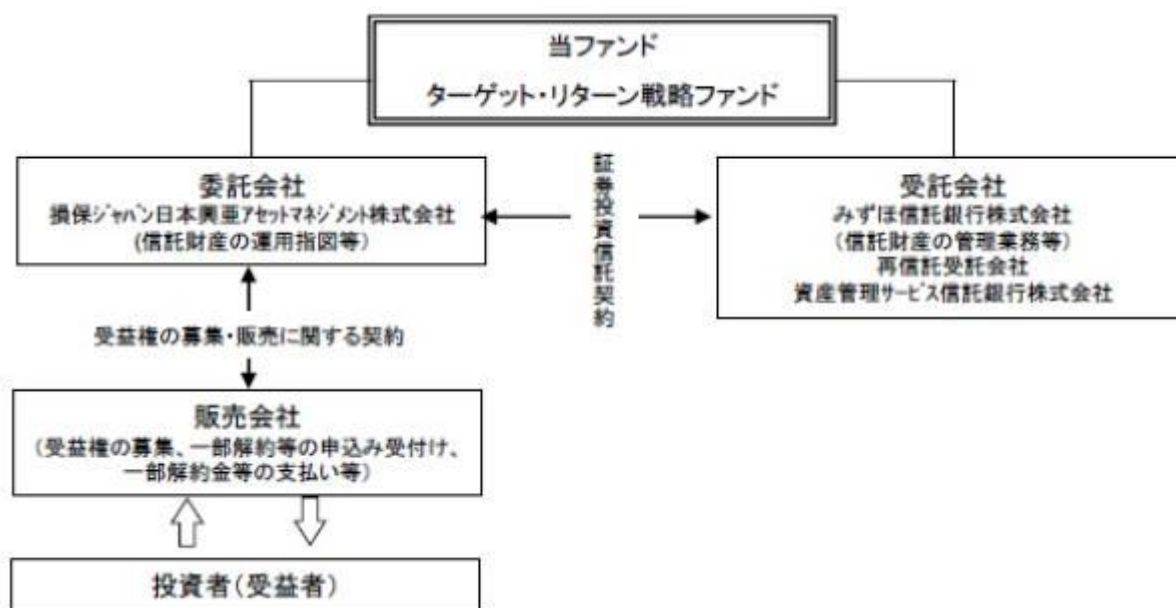 当ファンド
ターゲット・リターン戦略ファンド
委託会社
損保ジャパン日本興亜アセットマネジメント株式会社
(信託財産の運用指図等)
証券投資信託契約
受託会社
みずほ信託銀行株式会社
(信託財産の管理業務等)
再信託受託会社
資産管理サービス信託銀行株式会社
受益権の募集・販売に関する契約
販売会社
(受益権の募集、一部解約等の申込み受付け、
一部解約金等の支払い等)
投資者(受益者)